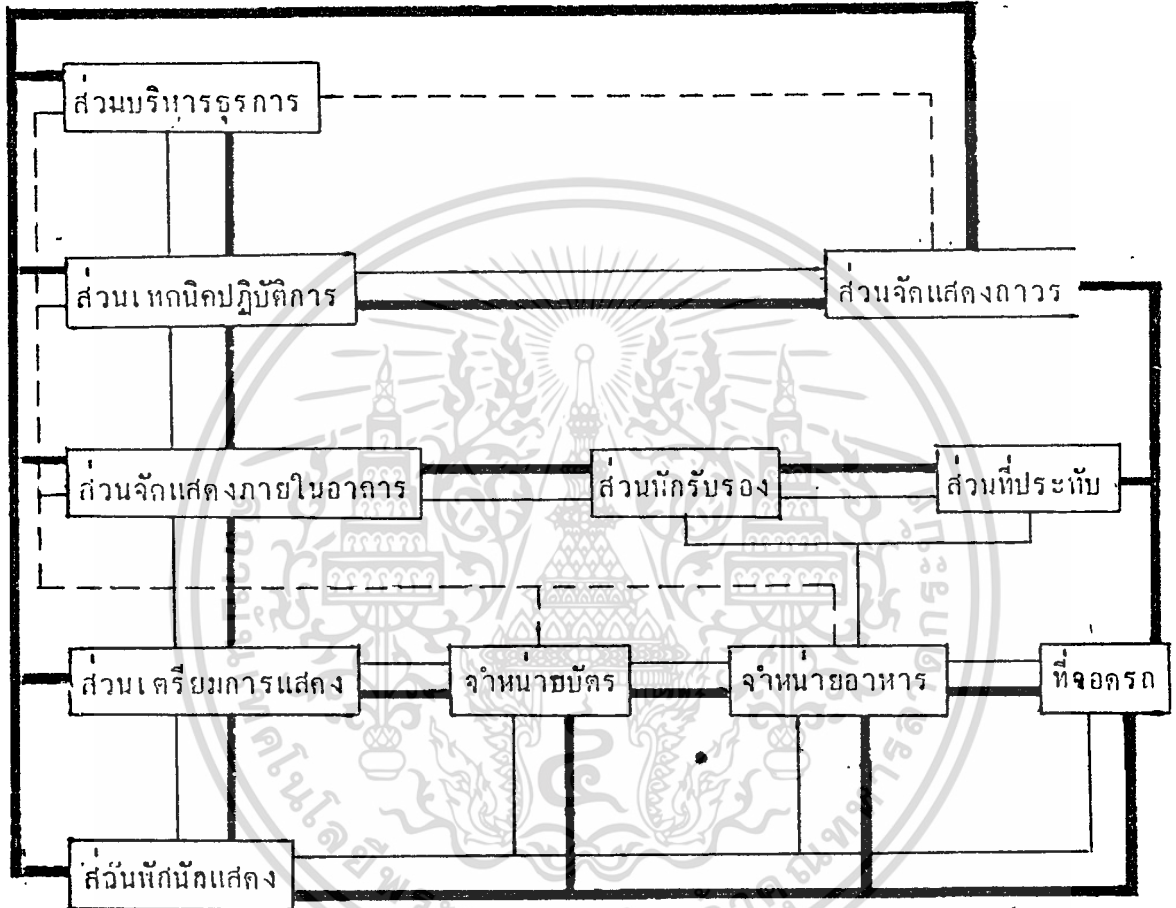 ส่วนบริหารธุรการ
ส่วนเทคนิคปฏิบัติการ
ส่วนจัดแสดงถาวร
ส่วนจัดแสดงภายในอาคาร
ส่วนพักรับรอง
ส่วนที่ประทับ
ส่วนเตรียมการแสดง
จำหน่ายบัตร
จำหน่ายอาหาร
ที่จอดรถ
ส่วนพักนักแสดง